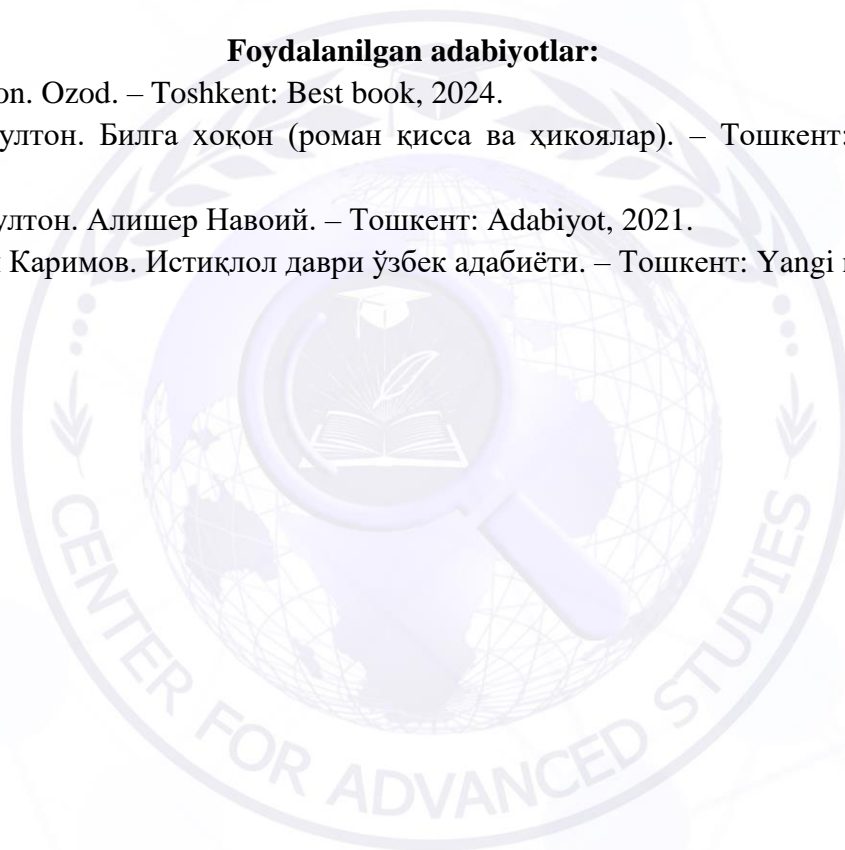 Foydalanilgan adabiyotlar:
on. Ozod. – Toshkent: Best book, 2024.
ултон. Билга хоқон (роман қисса ва ҳикоялар). – Тошкент:
ултон. Алишер Навоий. – Тошкент: Adabiyot, 2021.
Каримов. Истиқлол даври ўзбек адабиёти. – Тошкент: Yangi
CENTER FOR ADVANCED STUDIES